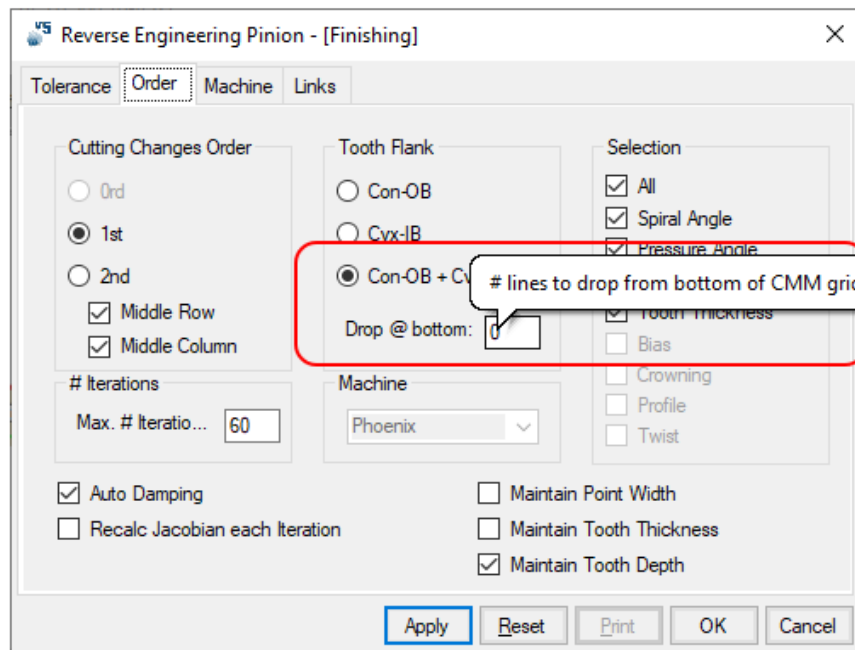 Reverse Engineering Pinion - [Finishing]
Tolerance Order Machine Links
Cutting Changes Order
0rd
1st
2nd
Middle Row
Middle Column
Tooth Flank
Con-OB
Cvx-IB
Con-OB + Cv
Drop @ bottom: 0
# lines to drop from bottom of CMM grid
Selection
All
Spiral Angle
Pressure Angle
Tooth Thickness
Bias
Crowning
Profile
Twist
# Iterations
Max. # Iteratio... 60
Machine
Phoenix
Auto Damping
Recalc Jacobian each Iteration
Maintain Point Width
Maintain Tooth Thickness
Maintain Tooth Depth
Apply Reset Print OK Cancel